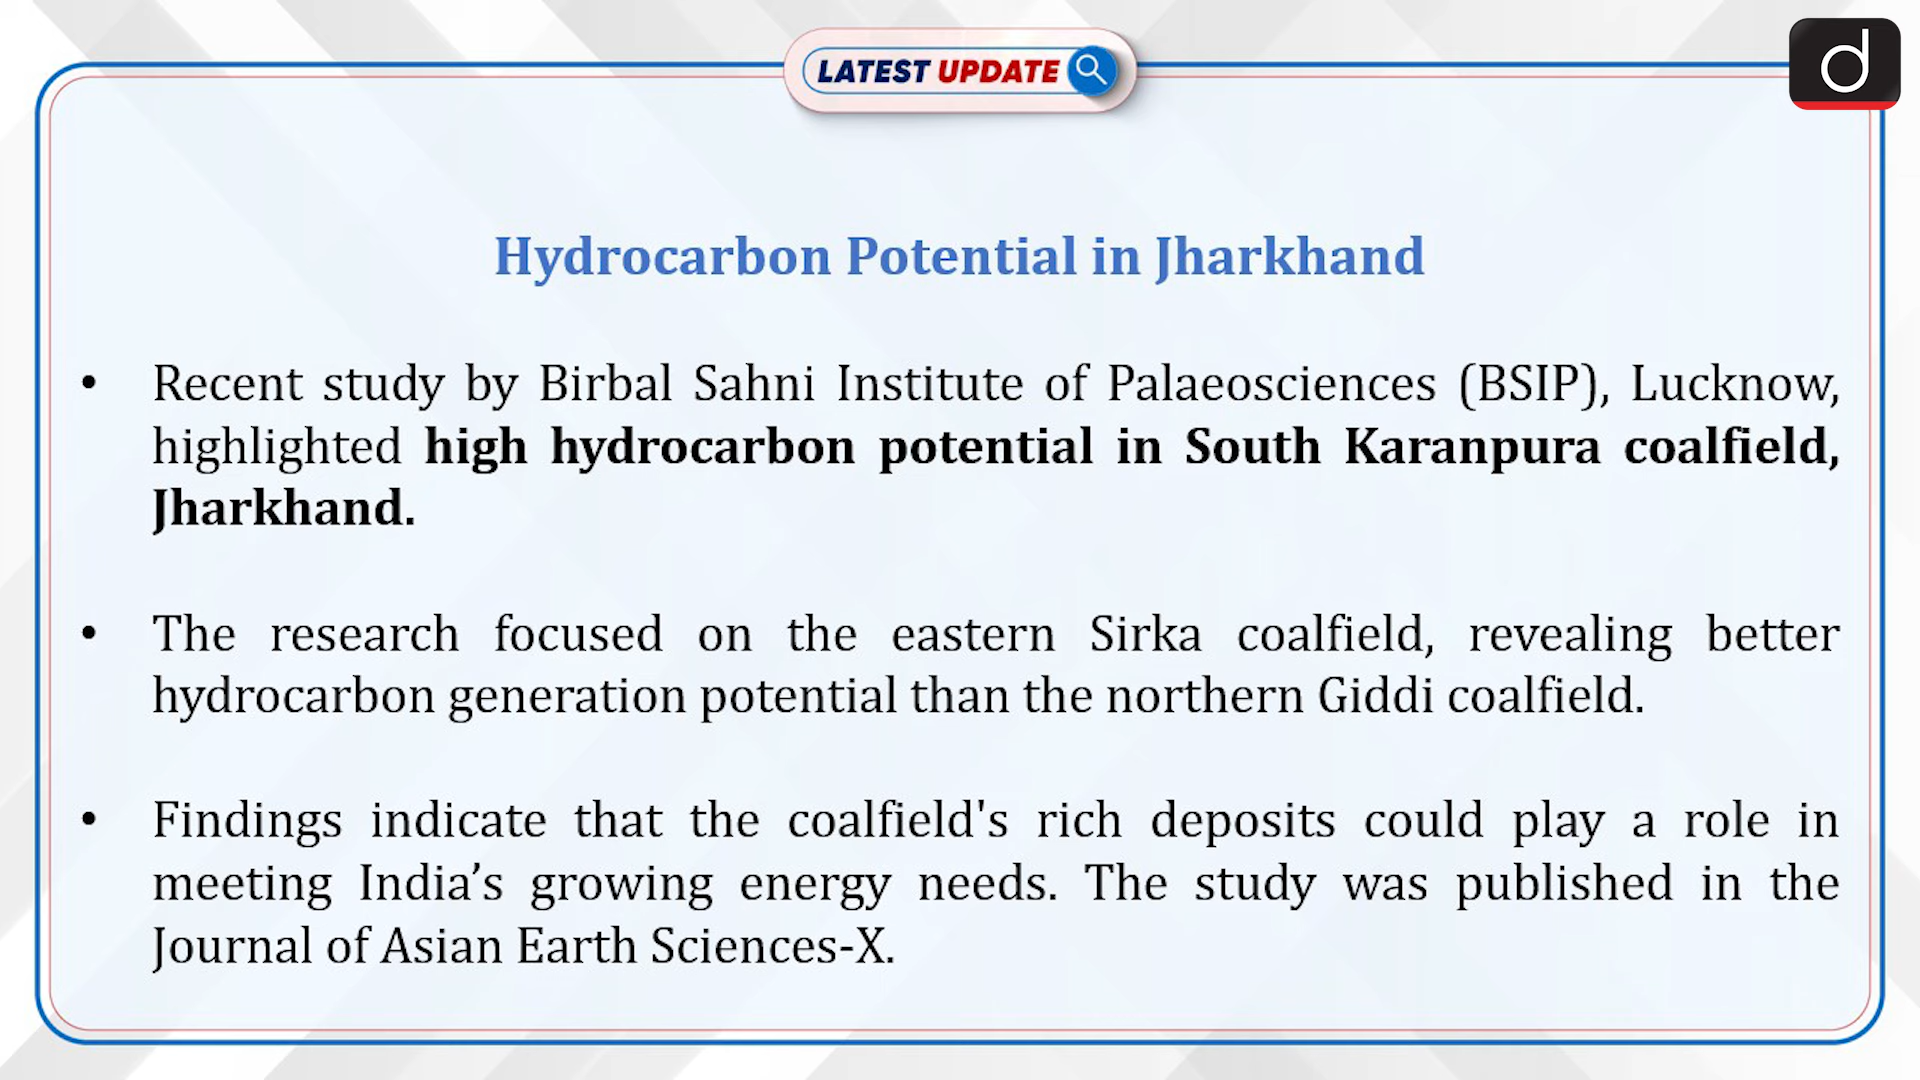 LATEST UPDATE
d
Hydrocarbon Potential in Jharkhand
• Recent study by Birbal Sahni Institute of Palaeosciences (BSIP), Lucknow,
highlighted high hydrocarbon potential in South Karanpura coalfield,
Jharkhand.
• The research focused on the eastern Sirka coalfield, revealing better
hydrocarbon generation potential than the northern Giddi coalfield.
• Findings indicate that the coalfield's rich deposits could play a role in
meeting India’s growing energy needs. The study was published in the
Journal of Asian Earth Sciences-X.